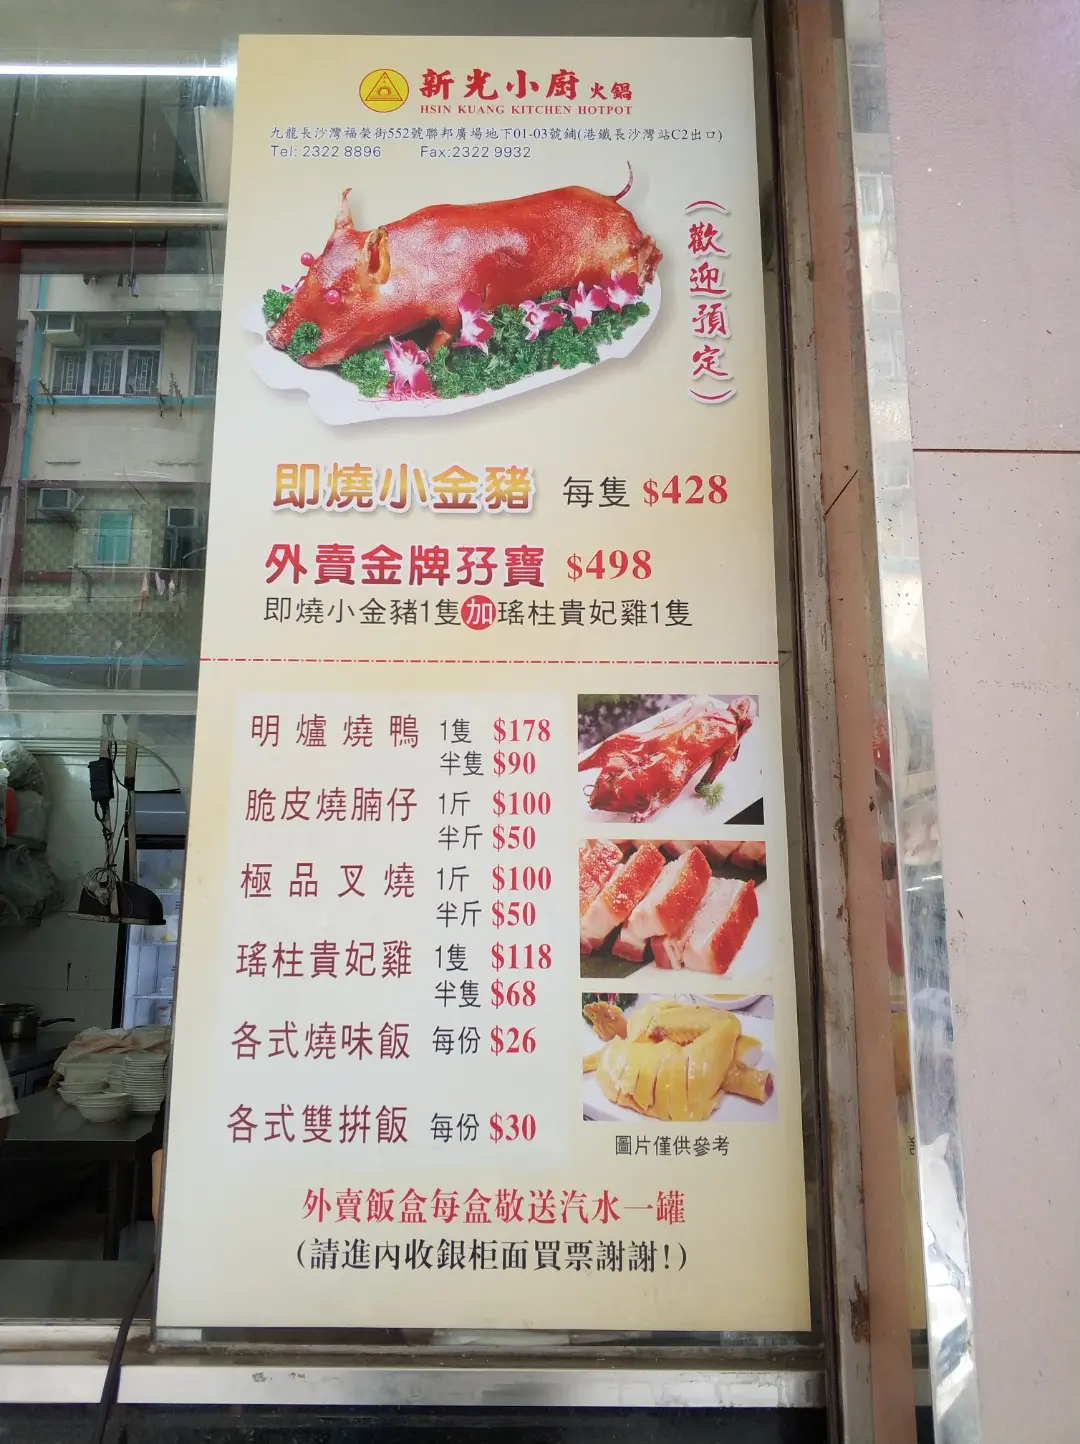 新光小廚 火鍋
HSIN KUANG KITCHEN HOTPOT
九龍長沙灣福榮街552號聯邦廣場地下01-03號鋪(港鐵長沙灣站C2出口)
Tel: 2322 8896 Fax:2322 9932
(歡迎預定)
即燒小金豬 每隻 $428
外賣金牌孖寶 $498
即燒小金豬1隻加瑤柱貴妃雞1隻
明爐燒鴨 1隻 $178
半隻 $90
脆皮燒腩仔 1斤 $100
半斤 $50
極品叉燒 1斤 $100
半斤 $50
瑤柱貴妃雞 1隻 $118
半隻 $68
各式燒味飯 每份 $26
各式雙拼飯 每份 $30
圖片僅供參考
外賣飯盒每盒敬送汽水一罐
(請進內收銀柜面買票謝謝!)